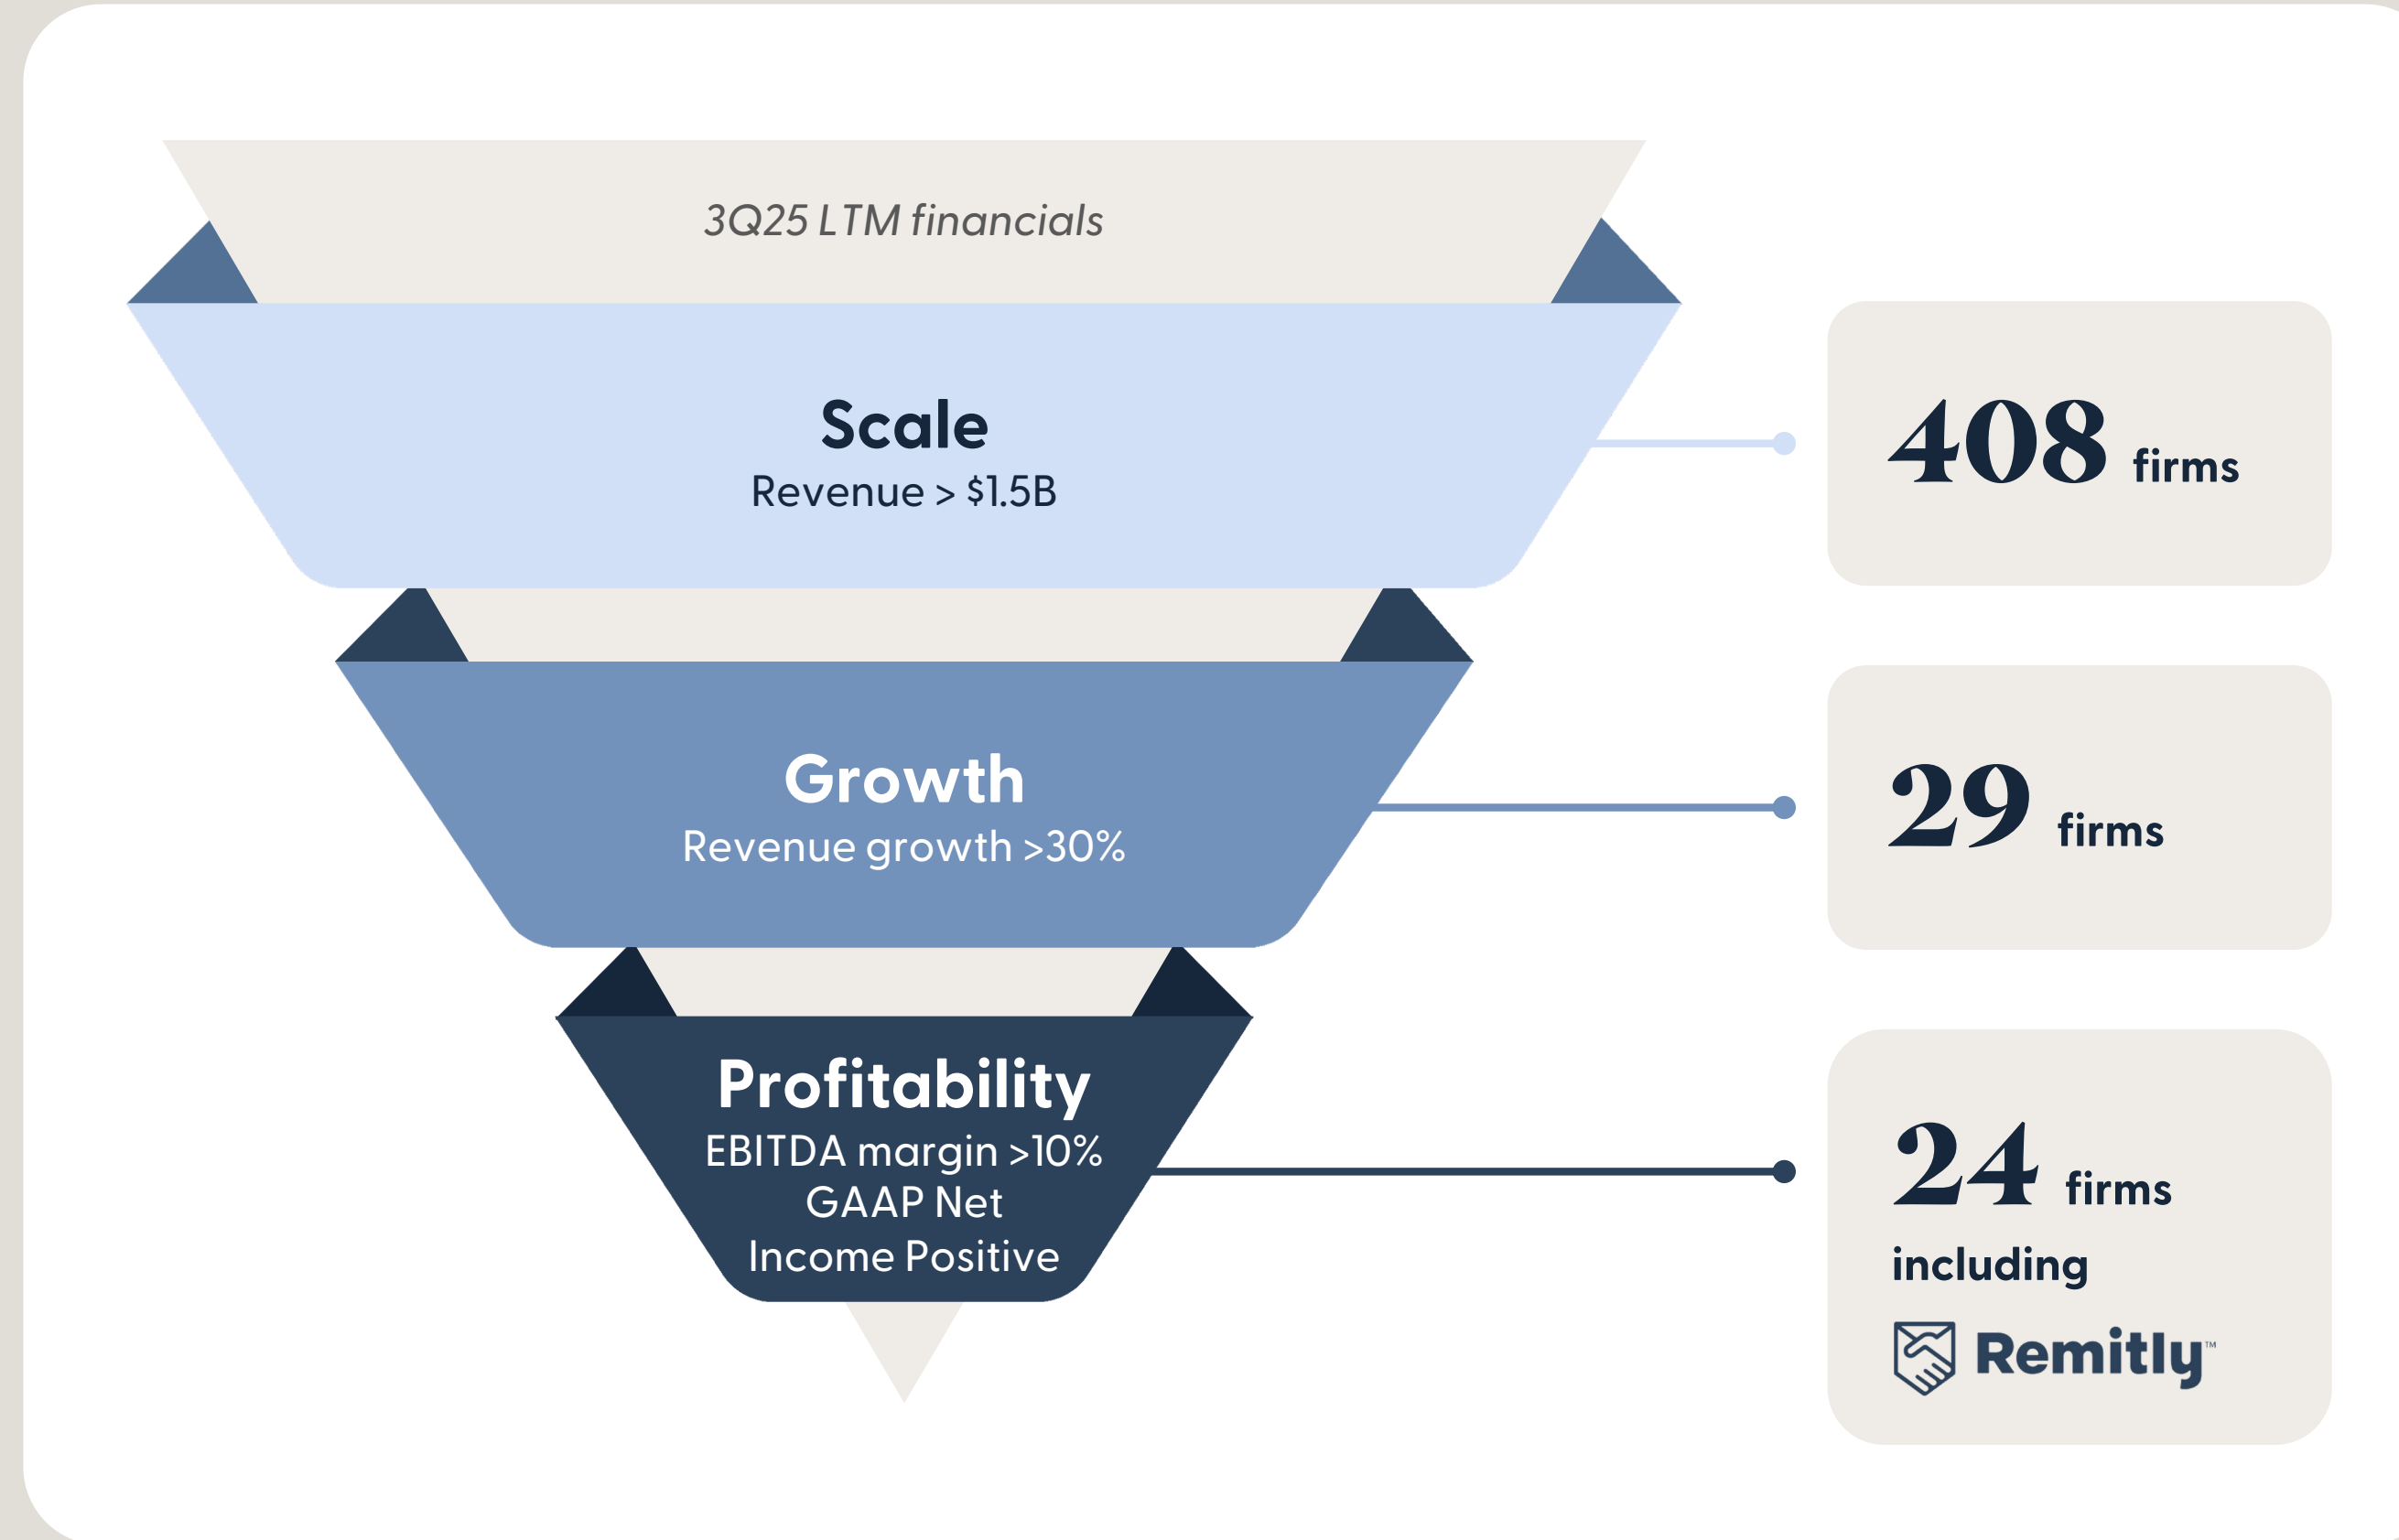 3Q25 LTM financials
Scale
Revenue > $1.5B
408 firms
Growth
Revenue growth >30%
29 firms
Profitability
EBITDA margin >10%
GAAP Net
Income Positive
24 firms
including
Remitly™